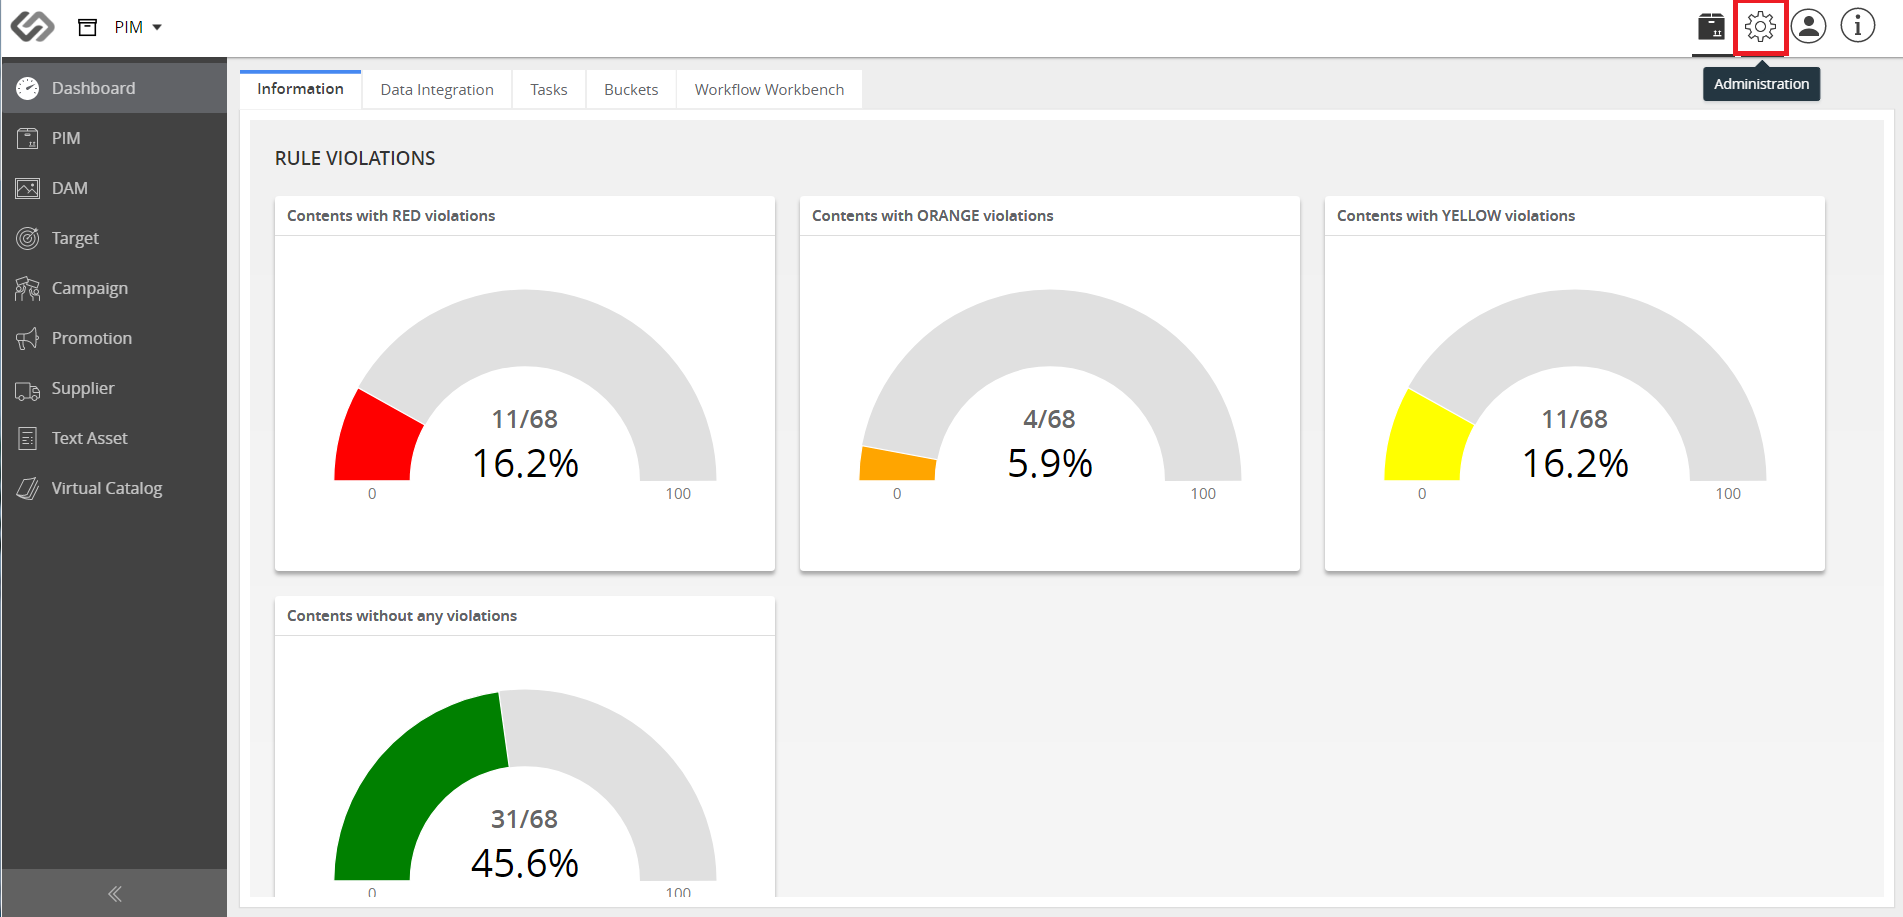 PIM
Administration
Dashboard
PIM
DAM
Target
Campaign
Promotion
Supplier
Text Asset
Virtual Catalog
Information
Data Integration
Tasks
Buckets
Workflow Workbench
RULE VIOLATIONS
Contents with RED violations
11/68
16.2%
0
100
Contents with ORANGE violations
4/68
5.9%
0
100
Contents with YELLOW violations
11/68
16.2%
0
100
Contents without any violations
31/68
45.6%
0
100